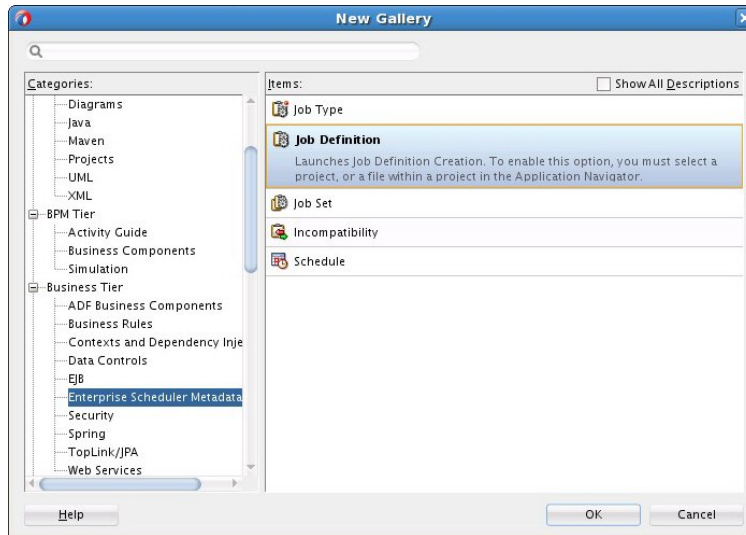 New Gallery
Categories:
Diagrams
Java
Maven
Projects
UML
XML
BPM Tier
Activity Guide
Business Components
Simulation
Business Tier
ADF Business Components
Business Rules
Contexts and Dependency Inje
Data Controls
EJB
Enterprise Scheduler Metadata
Security
Spring
TopLink/JPA
Web Services
Items:
Show All Descriptions
Job Type
Job Definition
Launches Job Definition Creation. To enable this option, you must select a
project, or a file within a project in the Application Navigator.
Job Set
Incompatibility
Schedule
Help
OK
Cancel